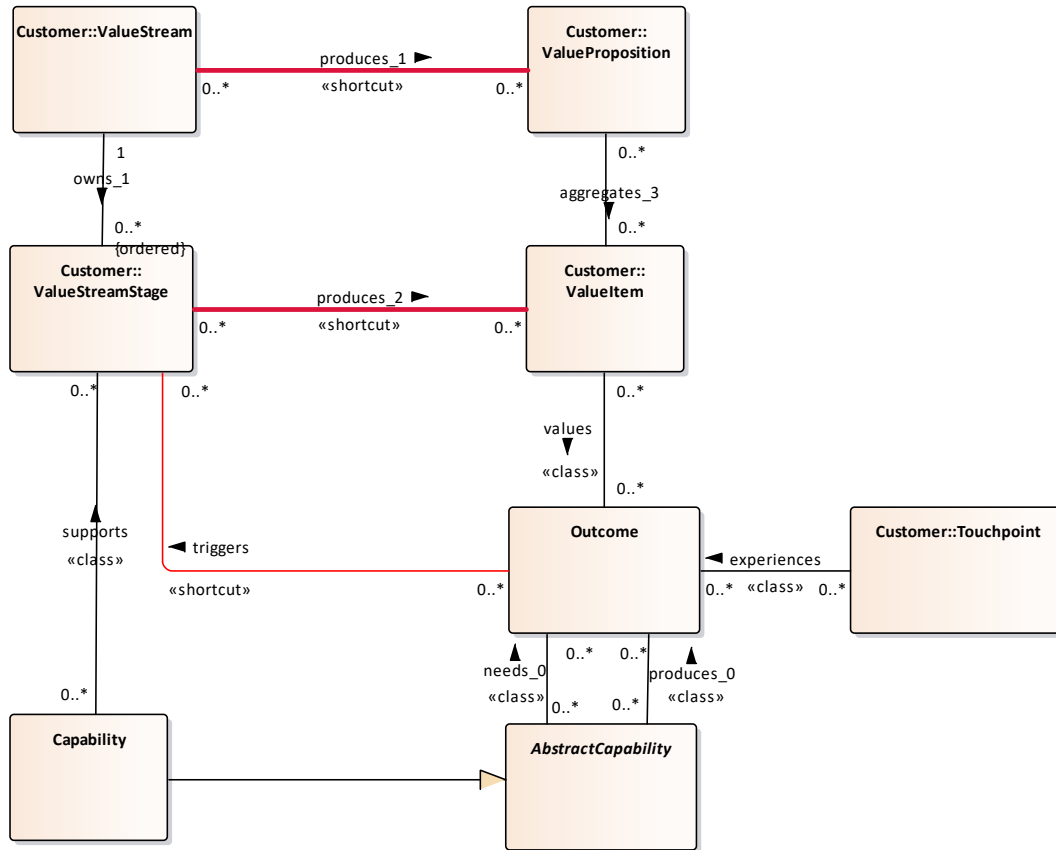 Customer::ValueStream
Customer::
ValueProposition
produces_1
0..*
«shortcut»
0..*
1
owns_1
0..*
{ordered}
0..*
aggregates_3
0..*
Customer::
ValueStreamStage
Customer::
ValueItem
produces_2
0..*
«shortcut»
0..*
0..*
0..*
0..*
values
«class»
0..*
supports
«class»
triggers
«shortcut»
0..*
Outcome
Customer::Touchpoint
experiences
0..*
«class»
0..*
needs_0
«class»
0..*
0..*
produces_0
«class»
0..*
0..*
0..*
Capability
AbstractCapability